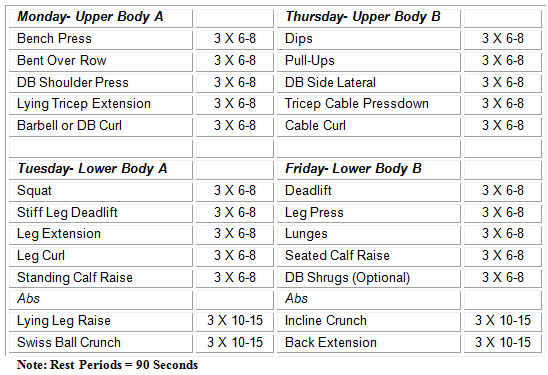 Monday- Upper Body A Thursday- Upper Body B
Bench Press 3 X 6-8 Dips 3 X 6-8
Bent Over Row 3 X 6-8 Pull-Ups 3 X 6-8
DB Shoulder Press 3 X 6-8 DB Side Lateral 3 X 6-8
Lying Tricep Extension 3 X 6-8 Tricep Cable Pressdown 3 X 6-8
Barbell or DB Curl 3 X 6-8 Cable Curl 3 X 6-8
Tuesday- Lower Body A Friday- Lower Body B
Squat 3 X 6-8 Deadlift 3 X 6-8
Stiff Leg Deadlift 3 X 6-8 Leg Press 3 X 6-8
Leg Extension 3 X 6-8 Lunges 3 X 6-8
Leg Curl 3 X 6-8 Seated Calf Raise 3 X 6-8
Standing Calf Raise 3 X 6-8 DB Shrugs (Optional) 3 X 6-8
Abs Abs
Lying Leg Raise 3 X 10-15 Incline Crunch 3 X 10-15
Swiss Ball Crunch 3 X 10-15 Back Extension 3 X 10-15
Note: Rest Periods = 90 Seconds